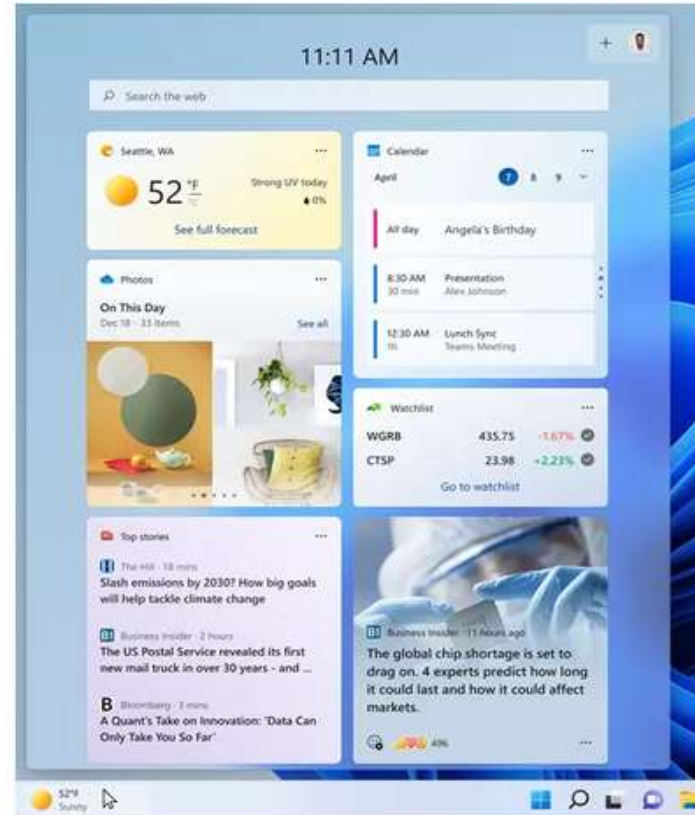 11:11 AM
Search the web
Seattle, WA
52 °F
°C
Strong UV today
0%
See full forecast
Calendar
April 7 8 9
All day Angela's Birthday
8:30 AM Presentation
30 min Alex Johnson
12:30 AM Lunch Sync
1h Teams Meeting
Photos
On This Day
Dec 18 · 33 items See all
Watchlist
WGRB 435.75 -1.67%
CTSP 23.98 +2.23%
Go to watchlist
Top stories
The Hill · 18 mins
Slash emissions by 2030? How big goals
will help tackle climate change
Business Insider · 2 hours
The US Postal Service revealed its first
new mail truck in over 30 years - and ...
B Bloomberg · 3 mins
A Quant's Take on Innovation: 'Data Can
Only Take You So Far'
Business Insider · 11 hours ago
The global chip shortage is set to
drag on. 4 experts predict how long
it could last and how it could affect
markets.
496
52°F
Sunny